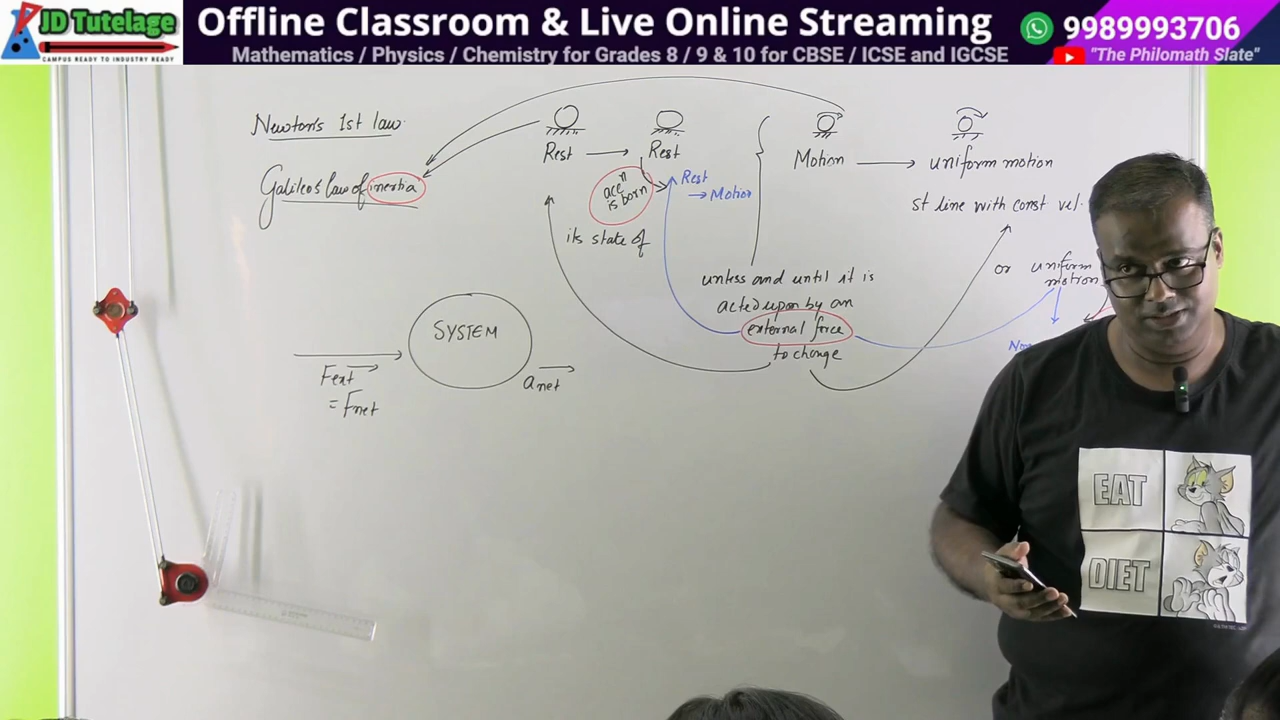 JD Tutelage
CAMPUS READY TO INDUSTRY READY
Offline Classroom & Live Online Streaming
9989993706
Mathematics / Physics / Chemistry for Grades 8 / 9 & 10 for CBSE / ICSE and IGCSE
"The Philomath Slate"
Newton's 1st law.
Galileo's law of inertia
Rest → Rest
Motion → uniform motion
st line with const vel.
acen is born
Rest
→ Motion
its state of
unless and until it is
acted upon by an
external force
to change
or uniform
motion
SYSTEM
Fext
= Fnet
anet
EAT
DIET